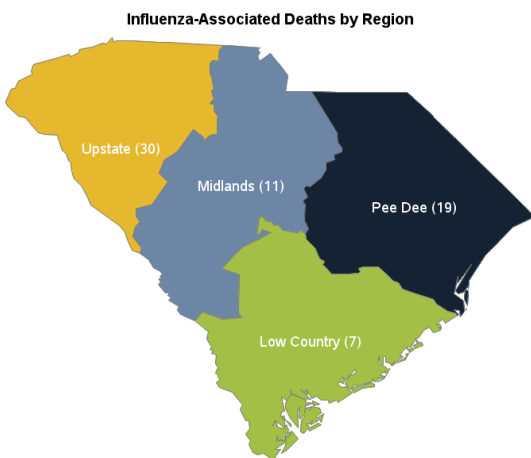 Influenza-Associated Deaths by Region
Upstate (30)
Midlands (11)
Pee Dee (19)
Low Country (7)